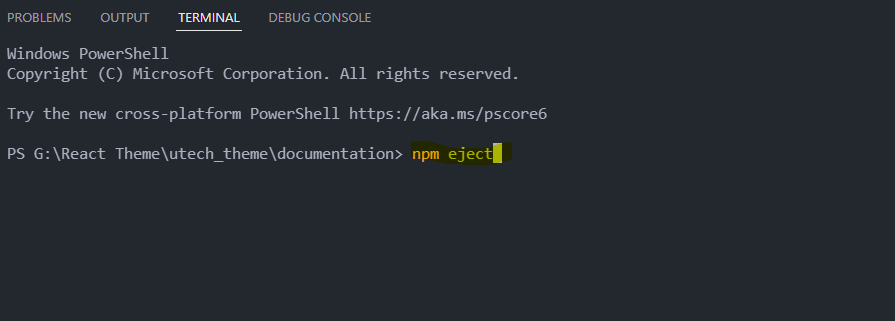 PROBLEMS OUTPUT TERMINAL DEBUG CONSOLE
Windows PowerShell
Copyright (C) Microsoft Corporation. All rights reserved.
Try the new cross-platform PowerShell https://aka.ms/pscore6
PS G:\React Theme\utech_theme\documentation> npm eject